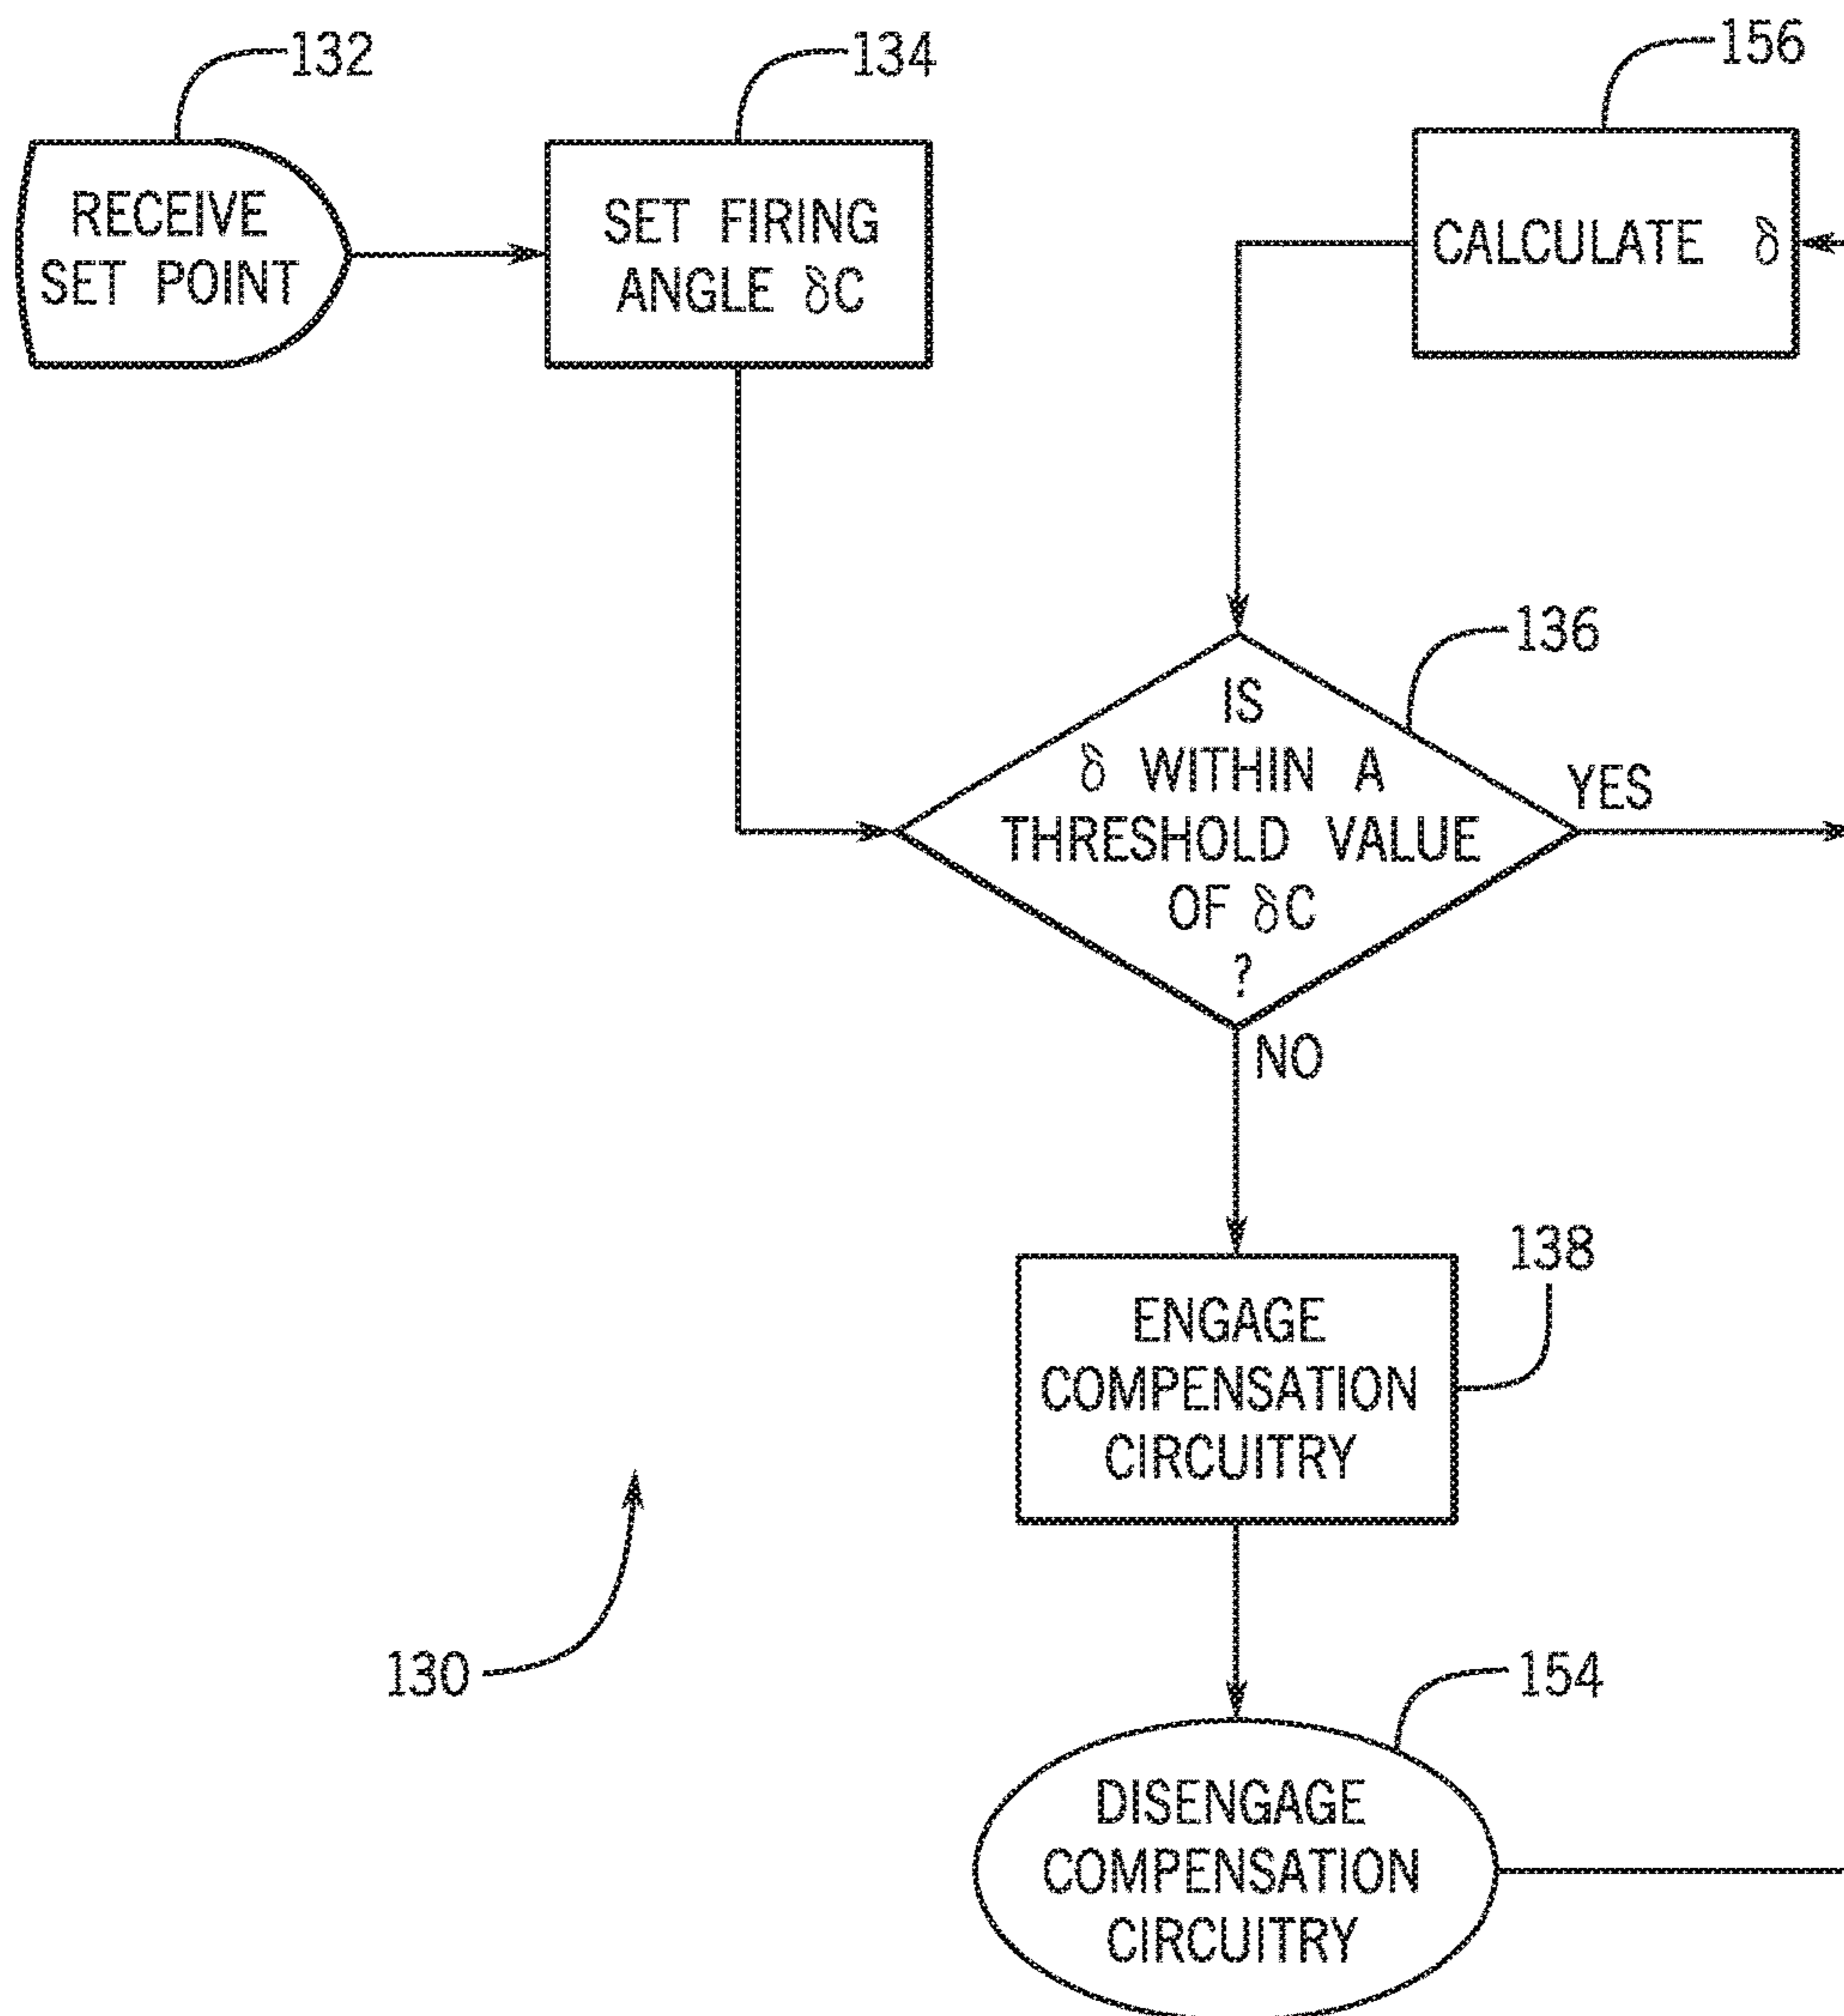 132
RECEIVE
SET POINT
134
SET FIRING
ANGLE δC
156
CALCULATE δ
136
IS
δ WITHIN A
THRESHOLD VALUE
OF δC
?
YES
NO
138
ENGAGE
COMPENSATION
CIRCUITRY
130
154
DISENGAGE
COMPENSATION
CIRCUITRY